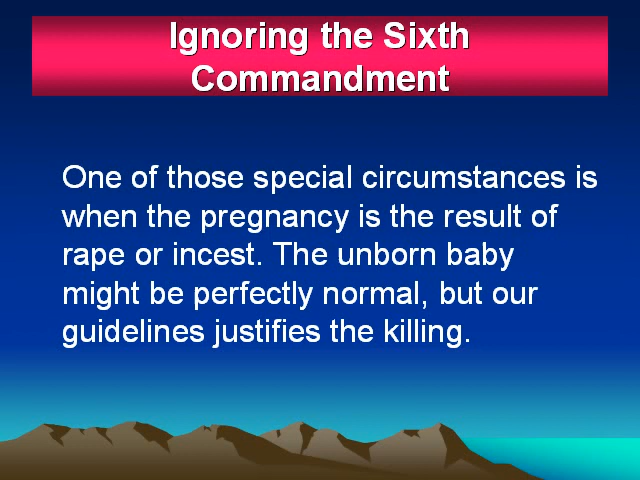 Ignoring the Sixth
Commandment
One of those special circumstances is
when the pregnancy is the result of
rape or incest. The unborn baby
might be perfectly normal, but our
guidelines justifies the killing.